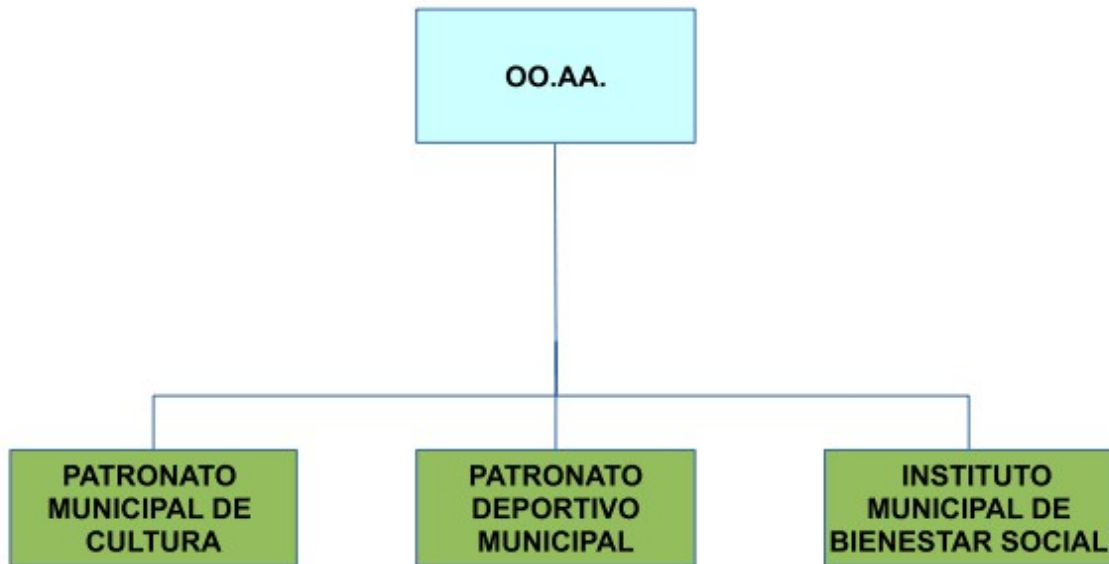 OO.AA.
PATRONATO
MUNICIPAL DE
CULTURA
PATRONATO
DEPORTIVO
MUNICIPAL
INSTITUTO
MUNICIPAL DE
BIENESTAR SOCIAL